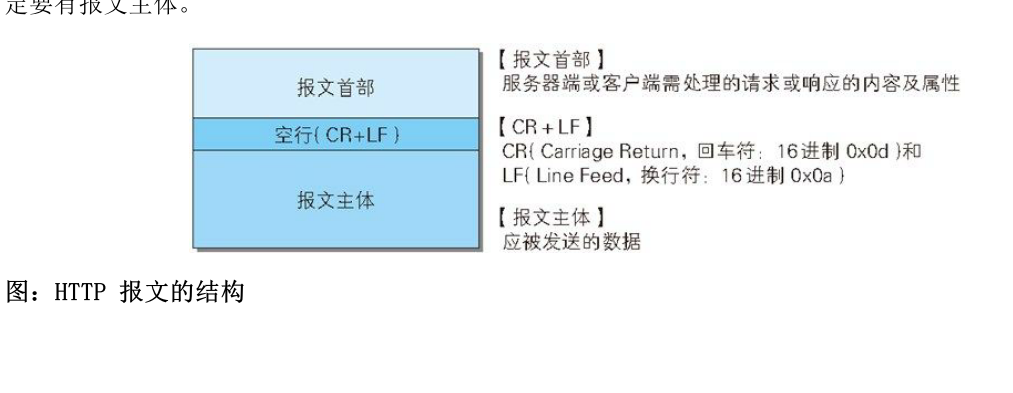 定要有报文主体。
报文首部
空行( CR+LF )
报文主体
【 报文首部 】
服务器端或客户端需处理的请求或响应的内容及属性
【 CR + LF 】
CR( Carriage Return，回车符：16进制 0x0d )和
LF( Line Feed，换行符：16进制 0x0a )
【 报文主体 】
应被发送的数据
图：HTTP 报文的结构